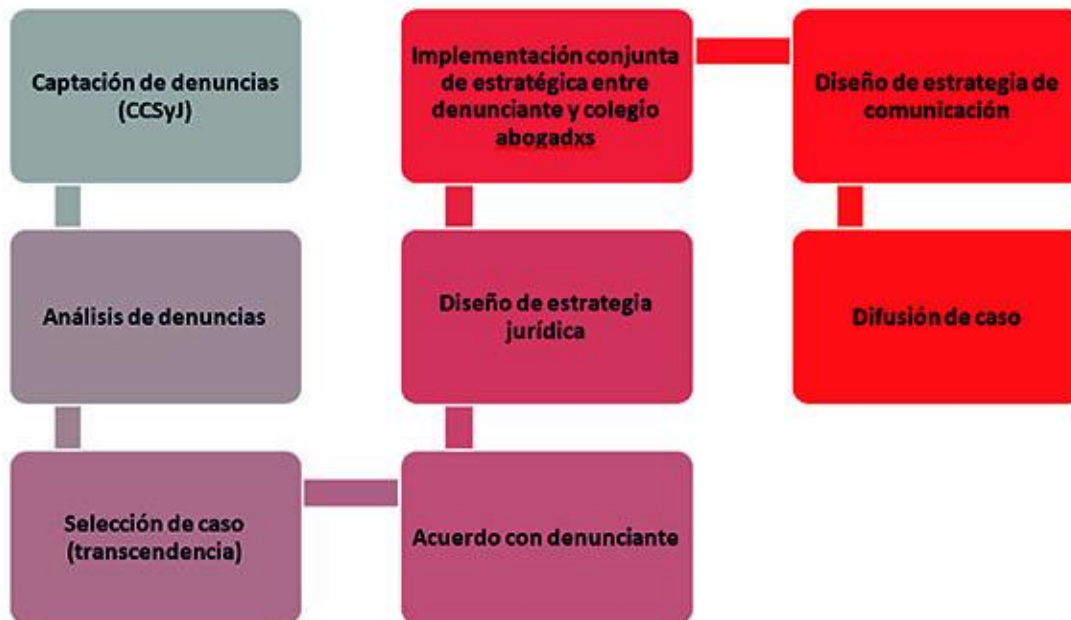 Captación de denuncias
(CCSyJ)
Análisis de denuncias
Selección de caso
(transcendencia)
Acuerdo con denunciante
Diseño de estrategia
jurídica
Implementación conjunta
de estratégica entre
denunciante y colegio
abogadxs
Diseño de estrategia de
comunicación
Difusión de caso